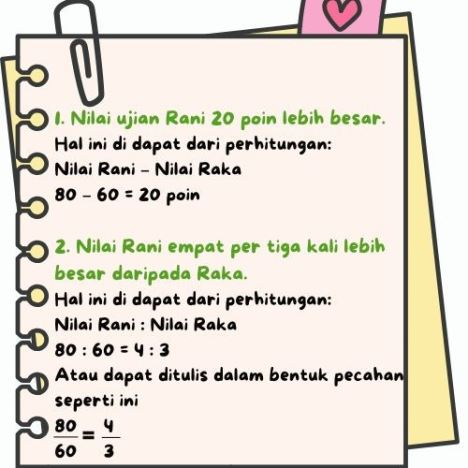 1. Nilai ujian Rani 20 poin lebih besar.
Hal ini di dapat dari perhitungan:
Nilai Rani - Nilai Raka
80 - 60 = 20 poin
2. Nilai Rani empat per tiga kali lebih
besar daripada Raka.
Hal ini di dapat dari perhitungan:
Nilai Rani : Nilai Raka
80 : 60 = 4 : 3
Atau dapat ditulis dalam bentuk pecahan
seperti ini
80/60 = 4/3